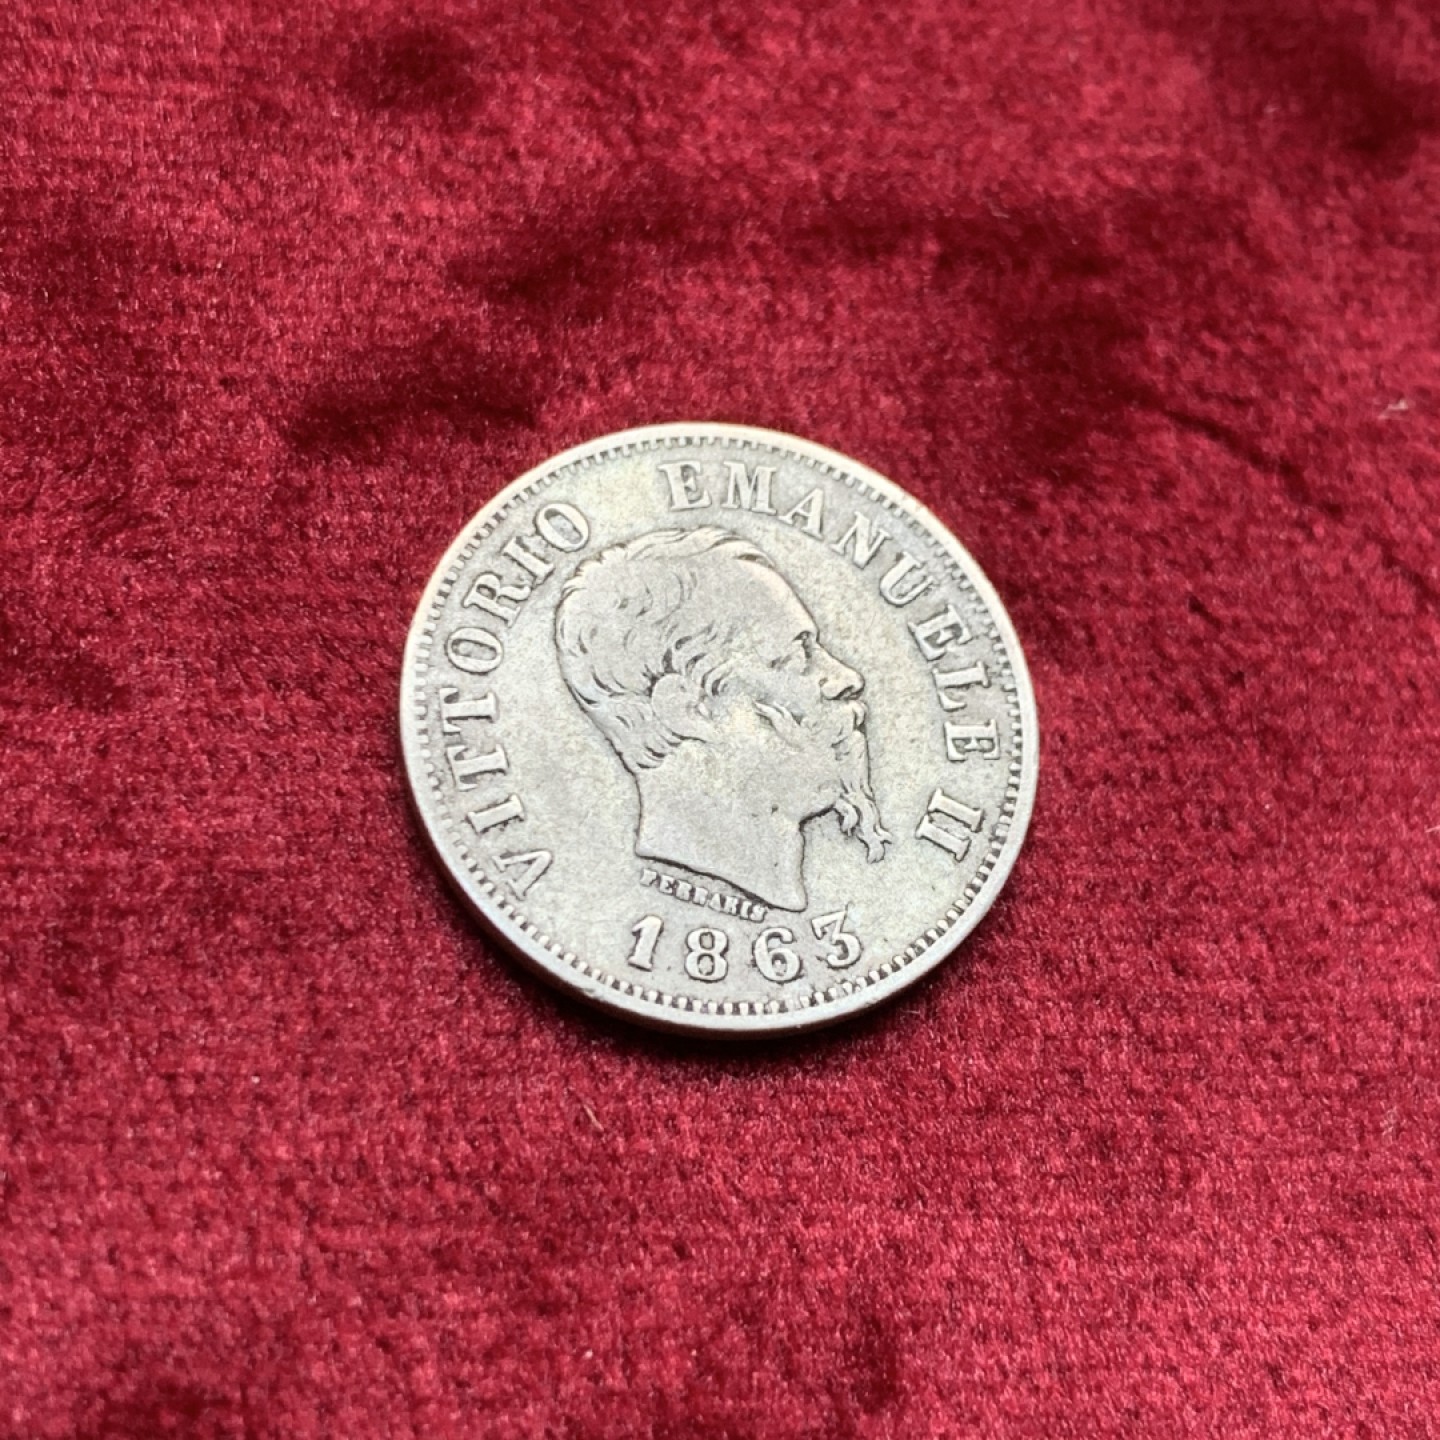 VITTORIO EMANUELE II
FERRARIS
1863